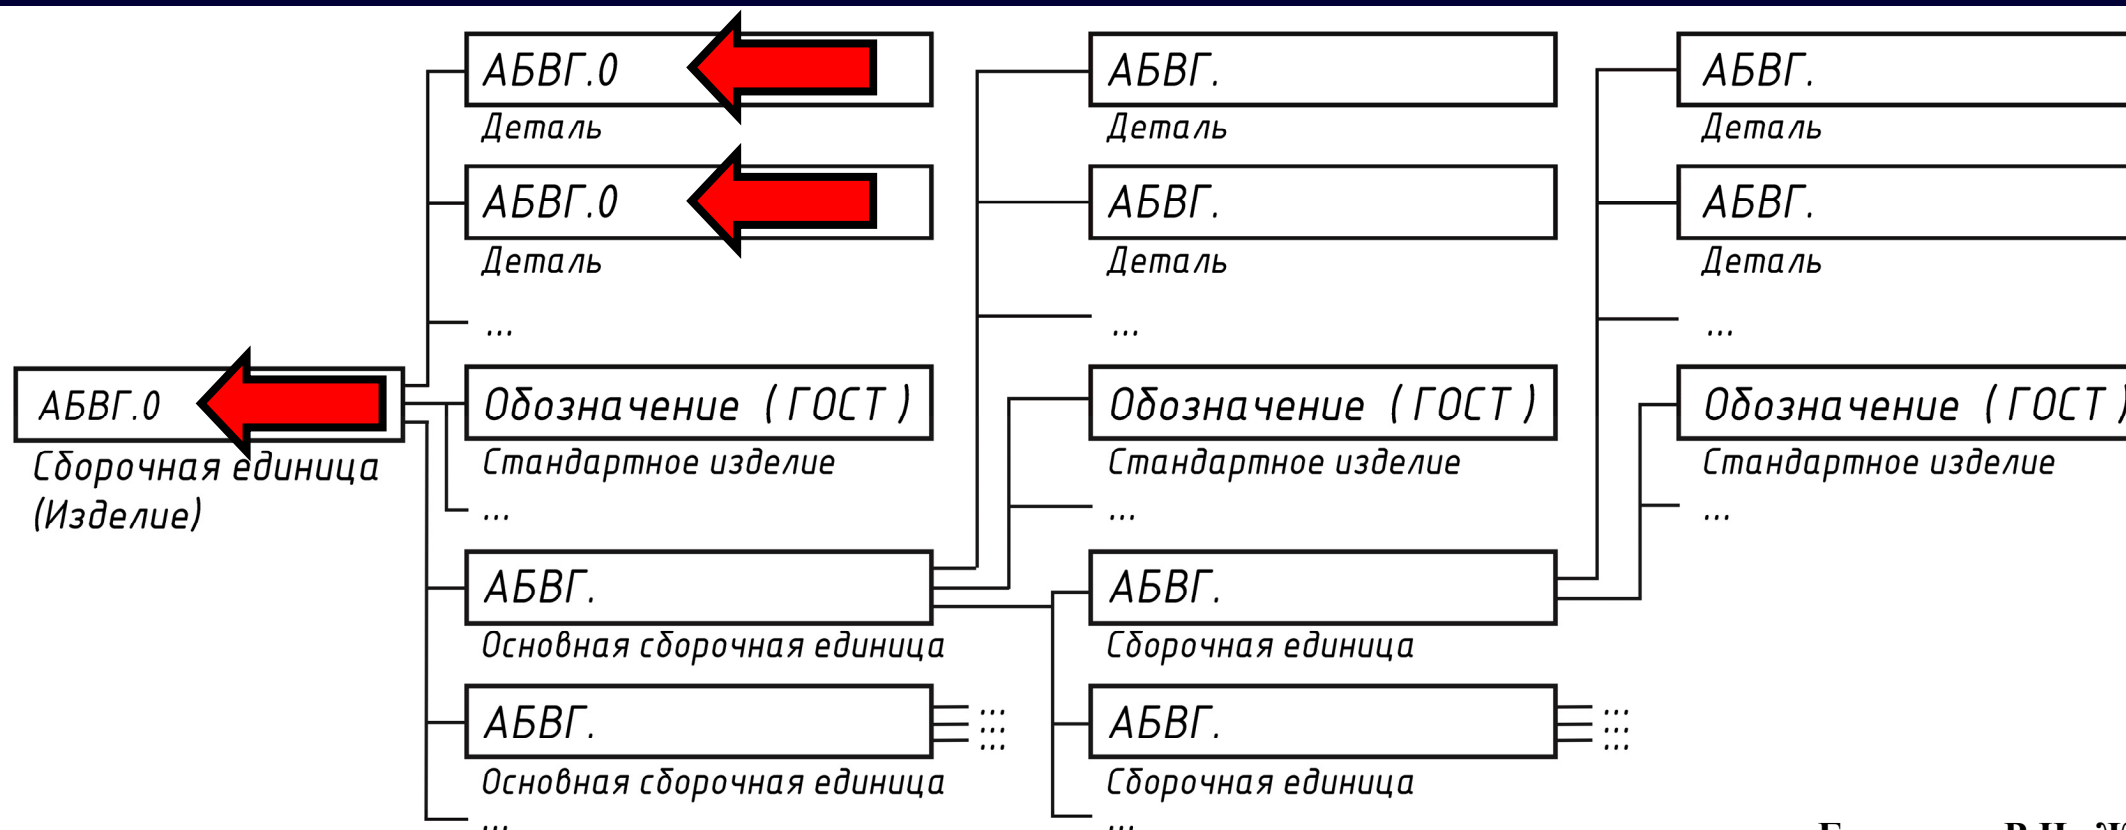 АБВГ.0
Сборочная единица
(Изделие)
АБВГ.0
Деталь
АБВГ.0
Деталь
...
Обозначение (ГОСТ)
Стандартное изделие
...
АБВГ.
Основная сборочная единица
АБВГ.
... ... ...
Основная сборочная единица
...
АБВГ.
Деталь
АБВГ.
Деталь
...
Обозначение (ГОСТ)
Стандартное изделие
...
АБВГ.
Сборочная единица
АБВГ.
... ... ...
Сборочная единица
...
АБВГ.
Деталь
АБВГ.
Деталь
...
Обозначение (ГОСТ)
Стандартное изделие
...